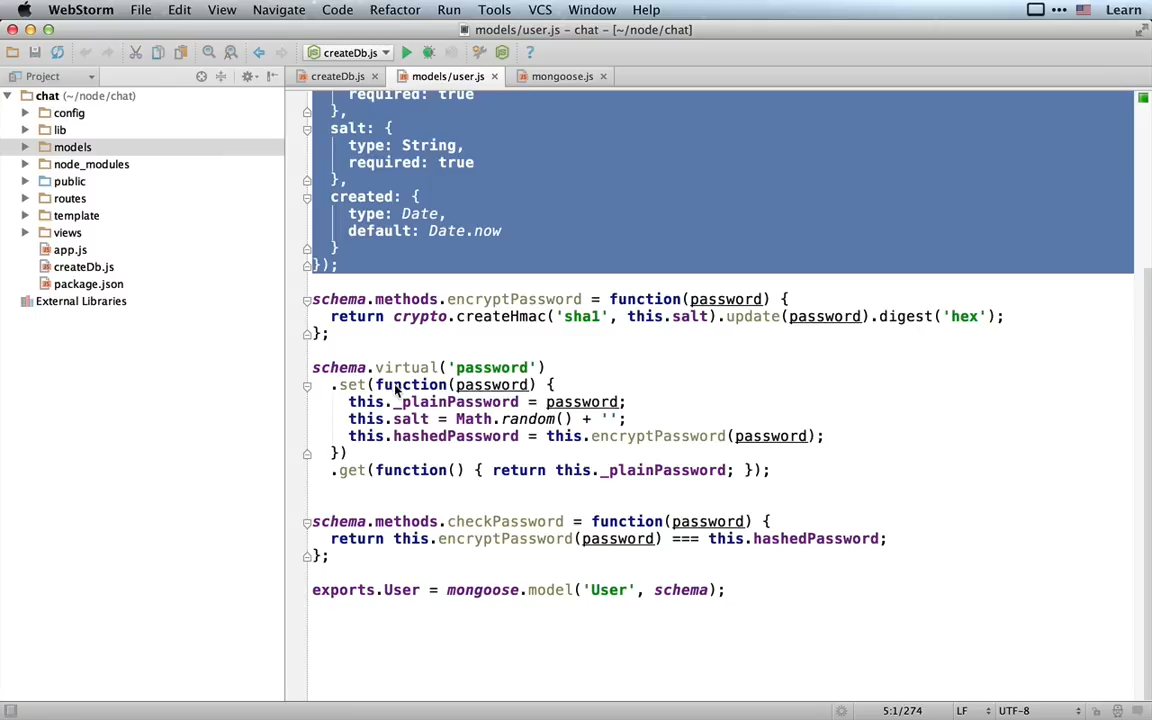 WebStorm File Edit View Navigate Code Refactor Run Tools VCS Window Help Learn
models/user.js – chat – [~/node/chat]
createDb.js
Project
createDb.js models/user.js mongoose.js
chat (~/node/chat)
config
lib
models
node_modules
public
routes
template
views
app.js
createDb.js
package.json
External Libraries
required: true
},
salt: {
type: String,
required: true
},
created: {
type: Date,
default: Date.now
}
});
schema.methods.encryptPassword = function(password) {
return crypto.createHmac('sha1', this.salt).update(password).digest('hex');
};
schema.virtual('password')
.set(function(password) {
this._plainPassword = password;
this.salt = Math.random() + '';
this.hashedPassword = this.encryptPassword(password);
})
.get(function() { return this._plainPassword; });
schema.methods.checkPassword = function(password) {
return this.encryptPassword(password) === this.hashedPassword;
};
exports.User = mongoose.model('User', schema);
5:1/274 LF UTF-8